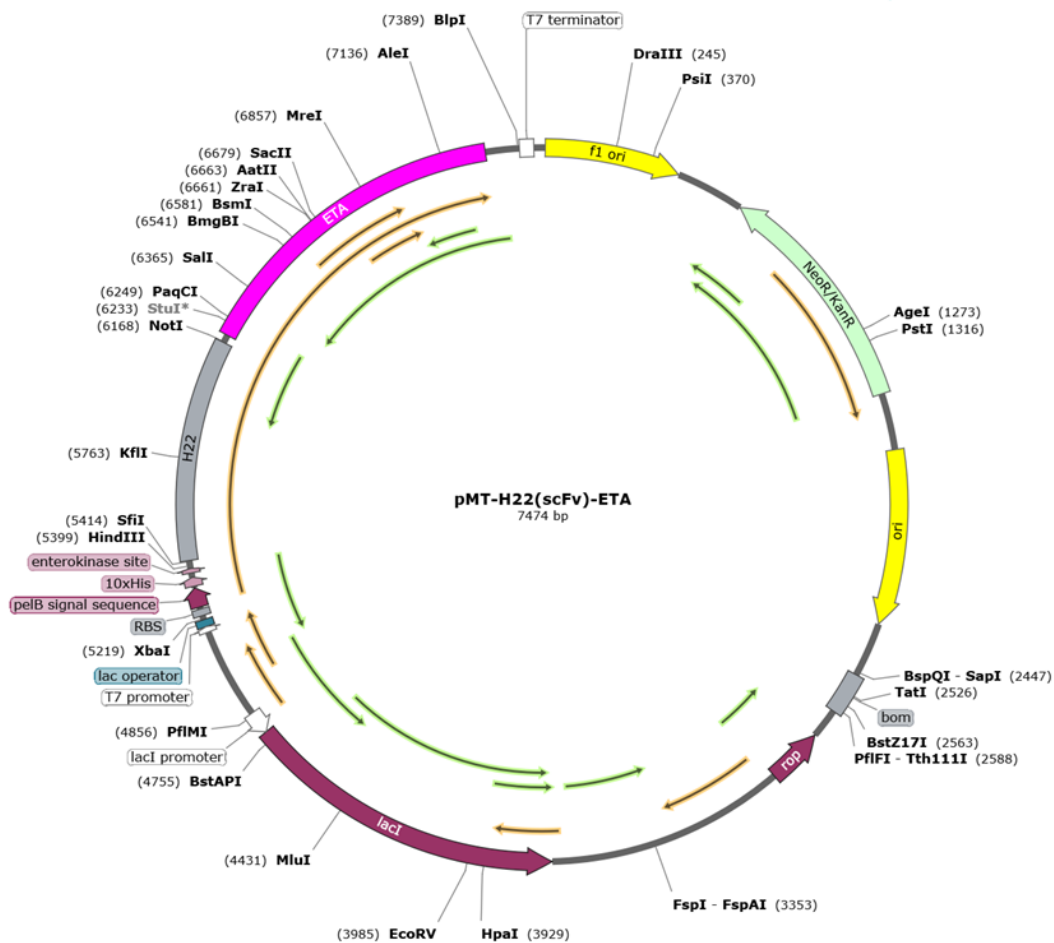 (7389) BlpI
T7 terminator
(7136) AleI
DraIII (245)
PsiI (370)
(6857) MreI
(6679) SacII
(6663) AatII
(6661) ZraI
(6581) BsmI
(6541) BmgBI
(6365) SalI
(6249) PaqCI
(6233) StuI*
(6168) NotI
ETA
f1 ori
NeoR/KanR
AgeI (1273)
PstI (1316)
H22
(5763) KflI
pMT-H22(scFv)-ETA
7474 bp
ori
(5414) SfiI
(5399) HindIII
enterokinase site
10xHis
pelB signal sequence
RBS
(5219) XbaI
lac operator
T7 promoter
(4856) PflMI
lacI promoter
(4755) BstAPI
BspQI - SapI (2447)
TatI (2526)
bom
BstZ17I (2563)
PflFI - Tth111I (2588)
rop
lacI
(4431) MluI
(3985) EcoRV
HpaI (3929)
FspI - FspAI (3353)